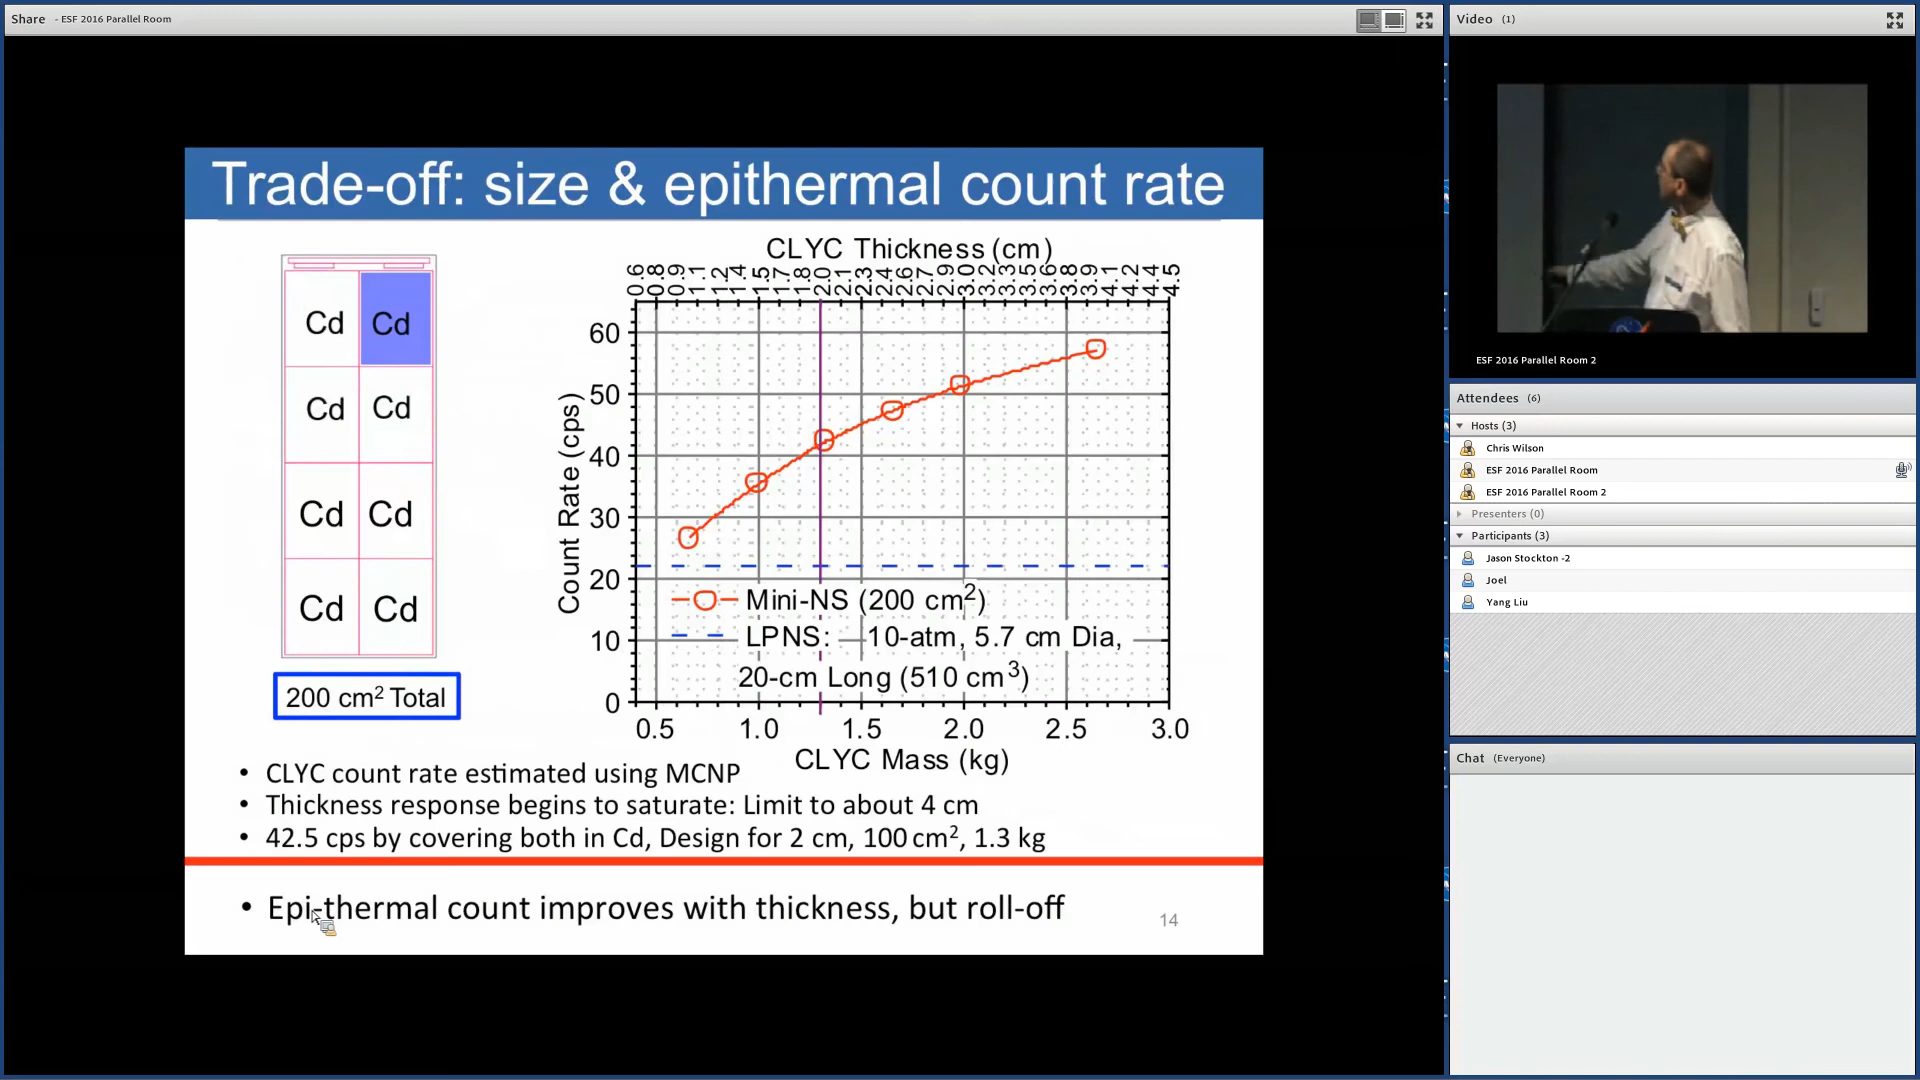 Share - ESF 2016 Parallel Room
Trade-off: size & epithermal count rate
Cd Cd
Cd Cd
Cd Cd
Cd Cd
200 cm² Total
CLYC Thickness (cm)
0.6 0.8 0.9 1.1 1.2 1.4 1.5 1.7 1.8 2.0 2.1 2.3 2.4 2.6 2.7 2.9 3.0 3.2 3.3 3.5 3.6 3.8 3.9 4.1 4.2 4.4 4.5
Count Rate (cps)
60
50
40
30
20
10
0
Mini-NS (200 cm²)
LPNS: 10-atm, 5.7 cm Dia,
20-cm Long (510 cm³)
0.5 1.0 1.5 2.0 2.5 3.0
CLYC Mass (kg)
• CLYC count rate estimated using MCNP
• Thickness response begins to saturate: Limit to about 4 cm
• 42.5 cps by covering both in Cd, Design for 2 cm, 100 cm², 1.3 kg
• Epi-thermal count improves with thickness, but roll-off
14
Video (1)
ESF 2016 Parallel Room 2
Attendees (6)
Hosts (3)
Chris Wilson
ESF 2016 Parallel Room
ESF 2016 Parallel Room 2
Presenters (0)
Participants (3)
Jason Stockton -2
Joel
Yang Liu
Chat (Everyone)